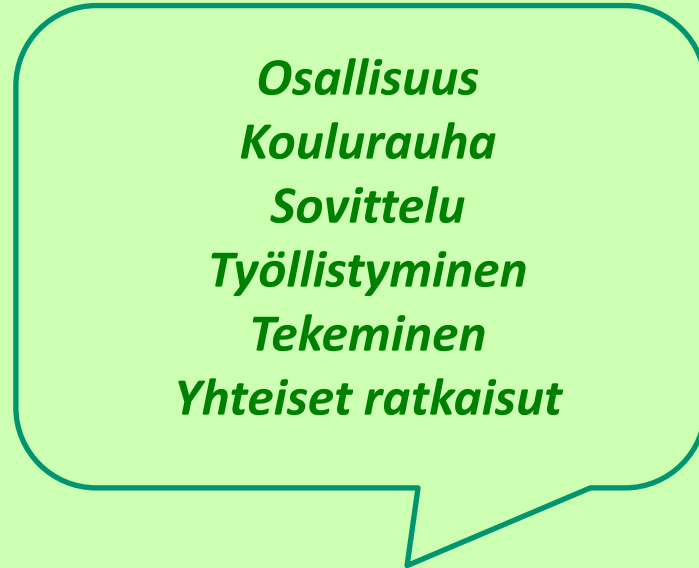 Osallisuus
Koulurauha
Sovittelu
Työllistyminen
Tekeminen
Yhteiset ratkaisut